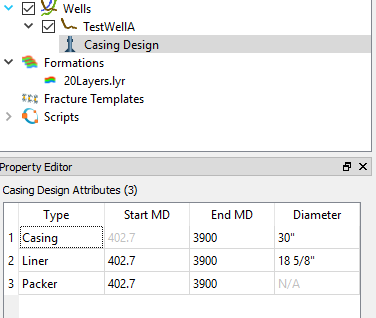 Wells
TestWellA
Casing Design
Formations
20Layers.lyr
Fracture Templates
Scripts
Property Editor
Casing Design Attributes (3)
Type Start MD End MD Diameter
1 Casing 402.7 3900 30"
2 Liner 402.7 3900 18 5/8"
3 Packer 402.7 3900 N/A